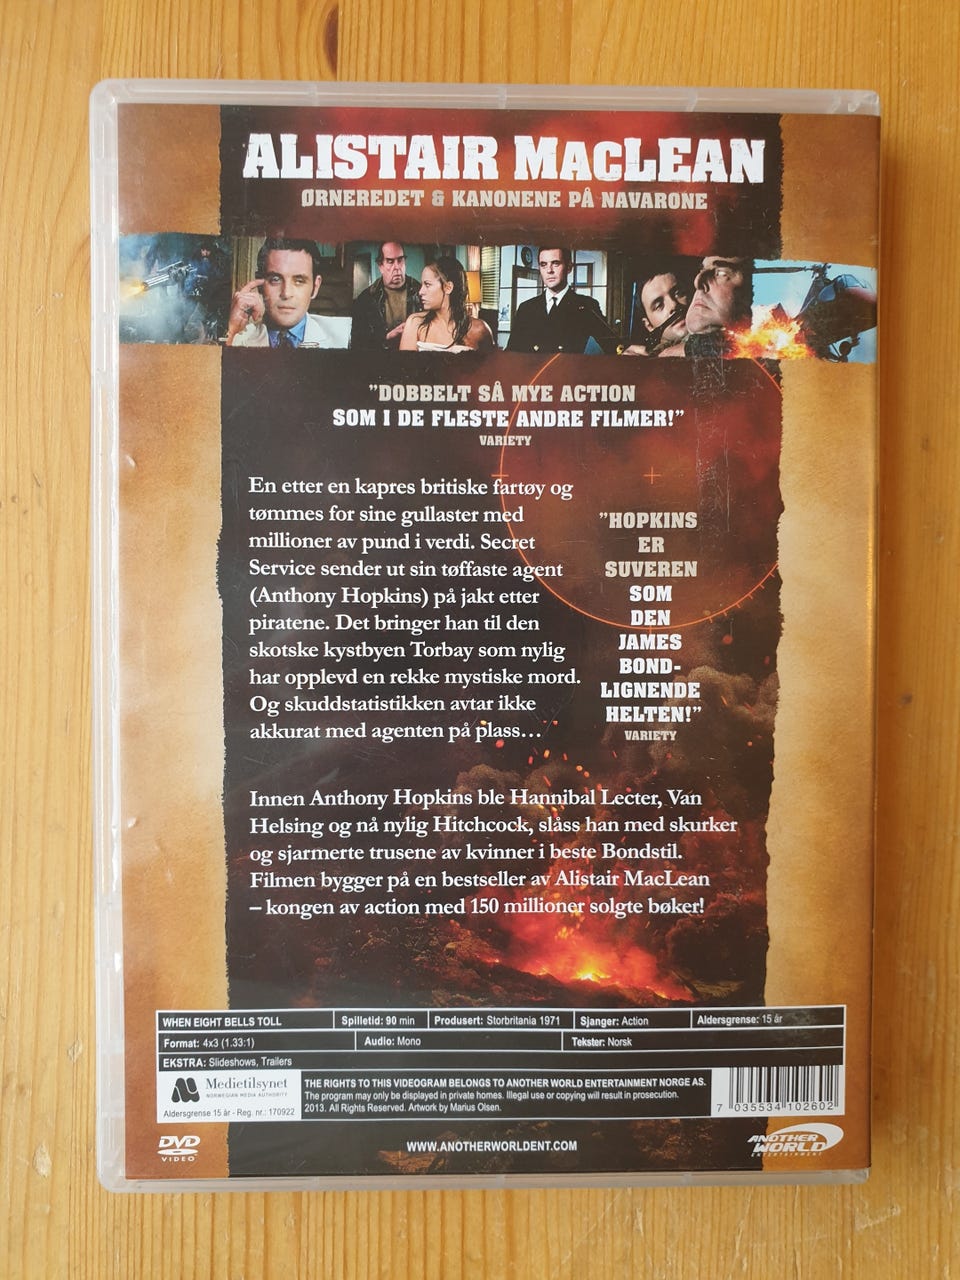 ALISTAIR MACLEAN
ØRNEREDET & KANONENE PÅ NAVARONE
"DOBBELT SÅ MYE ACTION
SOM I DE FLESTE ANDRE FILMER!"
VARIETY
En etter en kapres britiske fartøy og
tømmes for sine gullaster med
millioner av pund i verdi. Secret
Service sender ut sin tøffaste agent
(Anthony Hopkins) på jakt etter
piratene. Det bringer han til den
skotske kystbyen Torbay som nylig
har opplevd en rekke mystiske mord.
Og skuddstatistikken avtar ikke
akkurat med agenten på plass...
"HOPKINS
ER
SUVEREN
SOM
DEN
JAMES
BOND-
LIGNENDE
HELTEN!"
VARIETY
Innen Anthony Hopkins ble Hannibal Lecter, Van
Helsing og nå nylig Hitchcock, slåss han med skurker
og sjarmerte trusene av kvinner i beste Bondstil.
Filmen bygger på en bestseller av Alistair MacLean
– kongen av action med 150 millioner solgte bøker!
WHEN EIGHT BELLS TOLL Spilletid: 90 min Produsert: Storbritania 1971 Sjanger: Action Aldersgrense: 15 år
Format: 4x3 (1.33:1) Audio: Mono Tekster: Norsk
EKSTRA: Slideshows, Trailers
Medietilsynet
NORWEGIAN MEDIA AUTHORITY
Aldersgrense 15 år - Reg. nr.: 170922
THE RIGHTS TO THIS VIDEOGRAM BELONGS TO ANOTHER WORLD ENTERTAINMENT NORGE AS.
The program may only be displayed in private homes. Illegal use or copying will result in prosecution.
2013. All Rights Reserved. Artwork by Marius Olsen.
7 035534 102602
DVD
VIDEO
WWW.ANOTHERWORLDENT.COM
ANOTHER
WORLD
ENTERTAINMENT